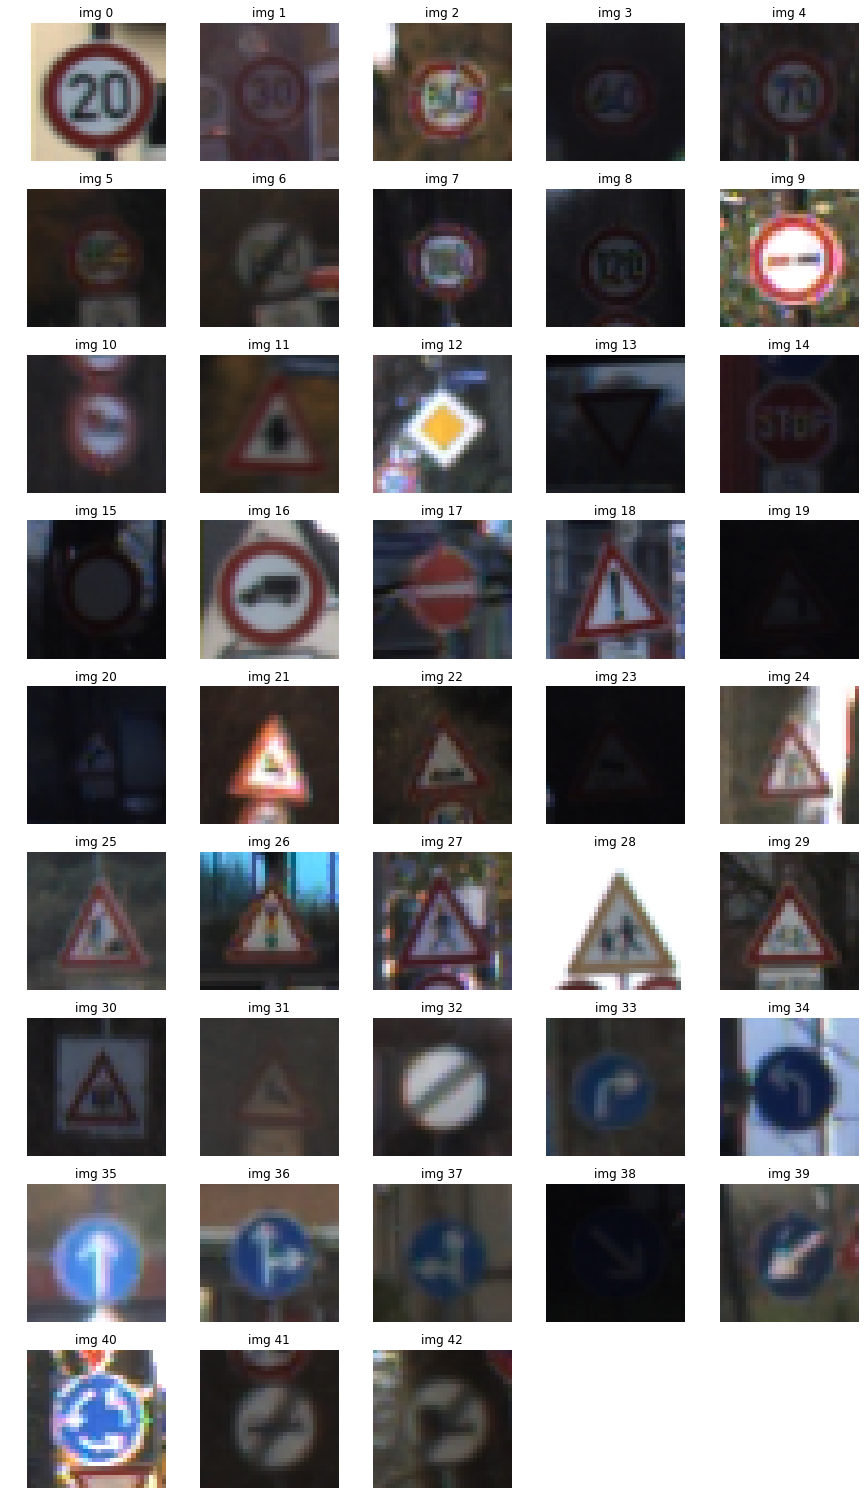 img 0 img 1 img 2 img 3 img 4
20 30 60 70
img 5 img 6 img 7 img 8 img 9
img 10 img 11 img 12 img 13 img 14
STOP
img 15 img 16 img 17 img 18 img 19
img 20 img 21 img 22 img 23 img 24
img 25 img 26 img 27 img 28 img 29
img 30 img 31 img 32 img 33 img 34
img 35 img 36 img 37 img 38 img 39
img 40 img 41 img 42